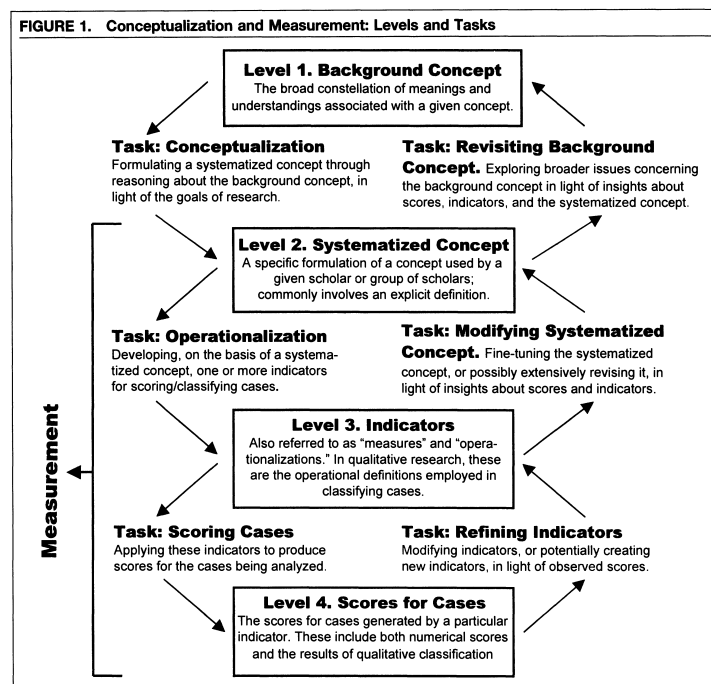 FIGURE 1. Conceptualization and Measurement: Levels and Tasks
Level 1. Background Concept
The broad constellation of meanings and
understandings associated with a given concept.
Task: Conceptualization
Formulating a systematized concept through
reasoning about the background concept, in
light of the goals of research.
Task: Revisiting Background
Concept. Exploring broader issues concerning
the background concept in light of insights about
scores, indicators, and the systematized concept.
Level 2. Systematized Concept
A specific formulation of a concept used by a
given scholar or group of scholars;
commonly involves an explicit definition.
Task: Operationalization
Developing, on the basis of a systema-
tized concept, one or more indicators
for scoring/classifying cases.
Task: Modifying Systematized
Concept. Fine-tuning the systematized
concept, or possibly extensively revising it, in
light of insights about scores and indicators.
Measurement
Level 3. Indicators
Also referred to as “measures” and “opera-
tionalizations.” In qualitative research, these
are the operational definitions employed in
classifying cases.
Task: Scoring Cases
Applying these indicators to produce
scores for the cases being analyzed.
Task: Refining Indicators
Modifying indicators, or potentially creating
new indicators, in light of observed scores.
Level 4. Scores for Cases
The scores for cases generated by a particular
indicator. These include both numerical scores
and the results of qualitative classification